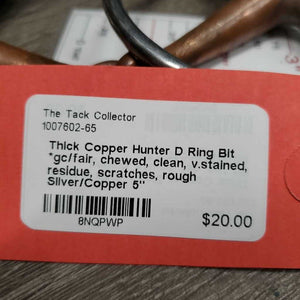 The Tack Collector
1007602-65
Thick Copper Hunter D Ring Bit
*gc/fair, chewed, clean, v.stained,
residue, scratches, rough
Silver/Copper 5"
8NQPWP
$20.00